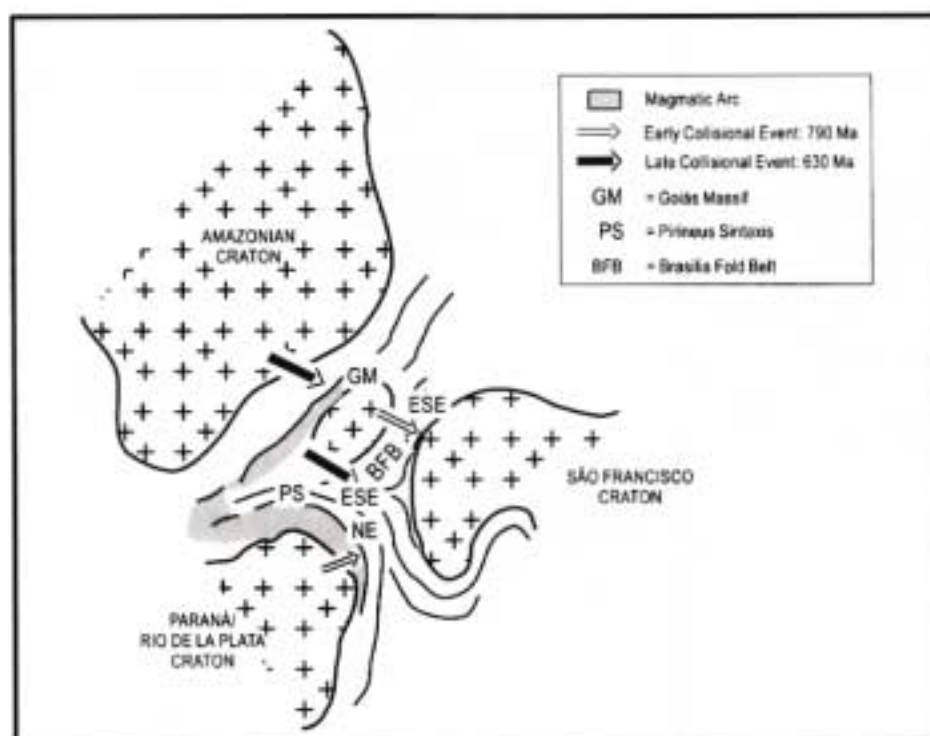 Magmatic Arc
Early Collisional Event: 790 Ma
Late Collisional Event: 630 Ma
GM = Goiás Massif
PS = Pirineus Sintaxis
BFB = Brasília Fold Belt
AMAZONIAN
CRATON
GM
ESE
BFB
SÃO FRANCISCO
CRATON
PS
ESE
NE
PARANÁ/
RIO DE LA PLATA
CRATON